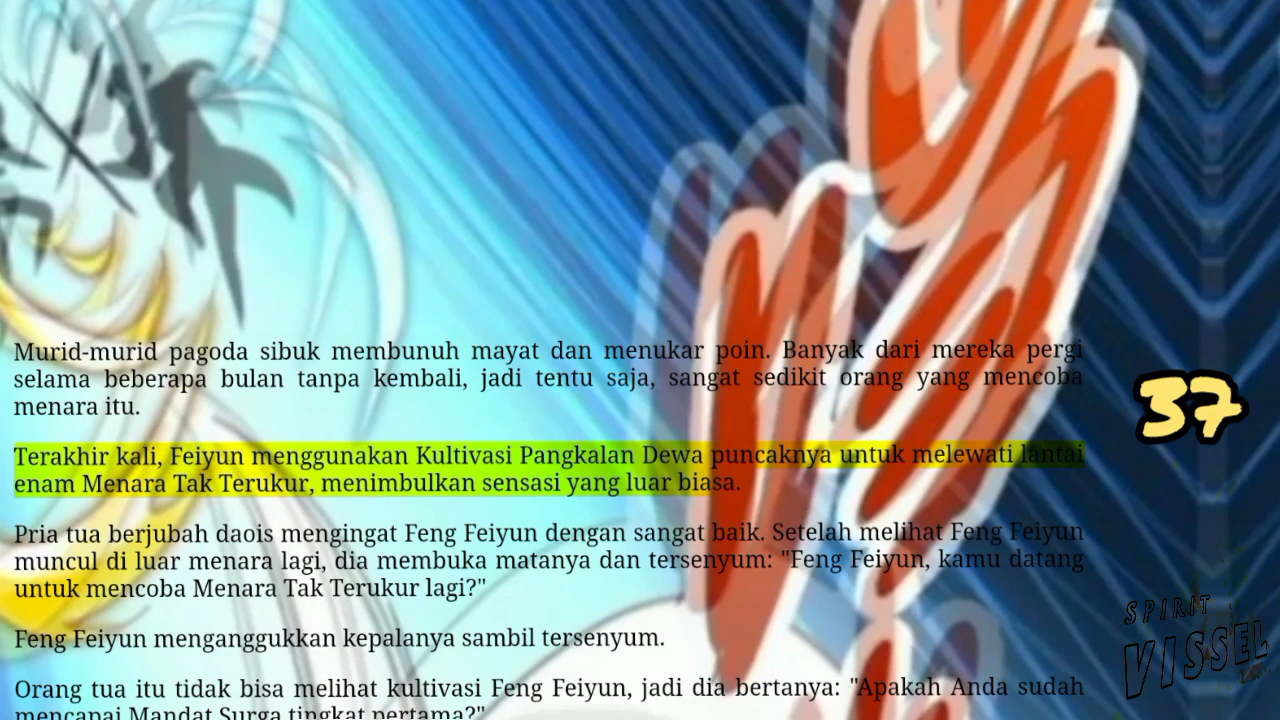 Murid-murid pagoda sibuk membunuh mayat dan menukar poin. Banyak dari mereka pergi
selama beberapa bulan tanpa kembali, jadi tentu saja, sangat sedikit orang yang mencoba
menara itu.
Terakhir kali, Feiyun menggunakan Kultivasi Pangkalan Dewa puncaknya untuk melewati lantai
enam Menara Tak Terukur, menimbulkan sensasi yang luar biasa.
37
Pria tua berjubah daois mengingat Feng Feiyun dengan sangat baik. Setelah melihat Feng Feiyun
muncul di luar menara lagi, dia membuka matanya dan tersenyum: "Feng Feiyun, kamu datang
untuk mencoba Menara Tak Terukur lagi?"
Feng Feiyun menganggukkan kepalanya sambil tersenyum.
SPIRIT
VISSEL
Orang tua itu tidak bisa melihat kultivasi Feng Feiyun, jadi dia bertanya: "Apakah Anda sudah
mencapai Mandat Surga tingkat pertama?"